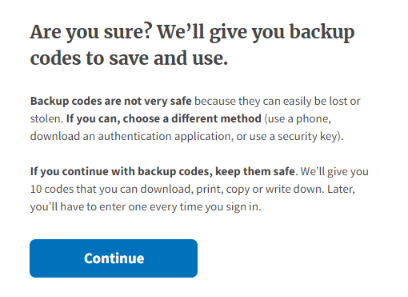 Are you sure? We’ll give you backup
codes to save and use.
Backup codes are not very safe because they can easily be lost or
stolen. If you can, choose a different method (use a phone,
download an authentication application, or use a security key).
If you continue with backup codes, keep them safe. We’ll give you
10 codes that you can download, print, copy or write down. Later,
you’ll have to enter one every time you sign in.
Continue